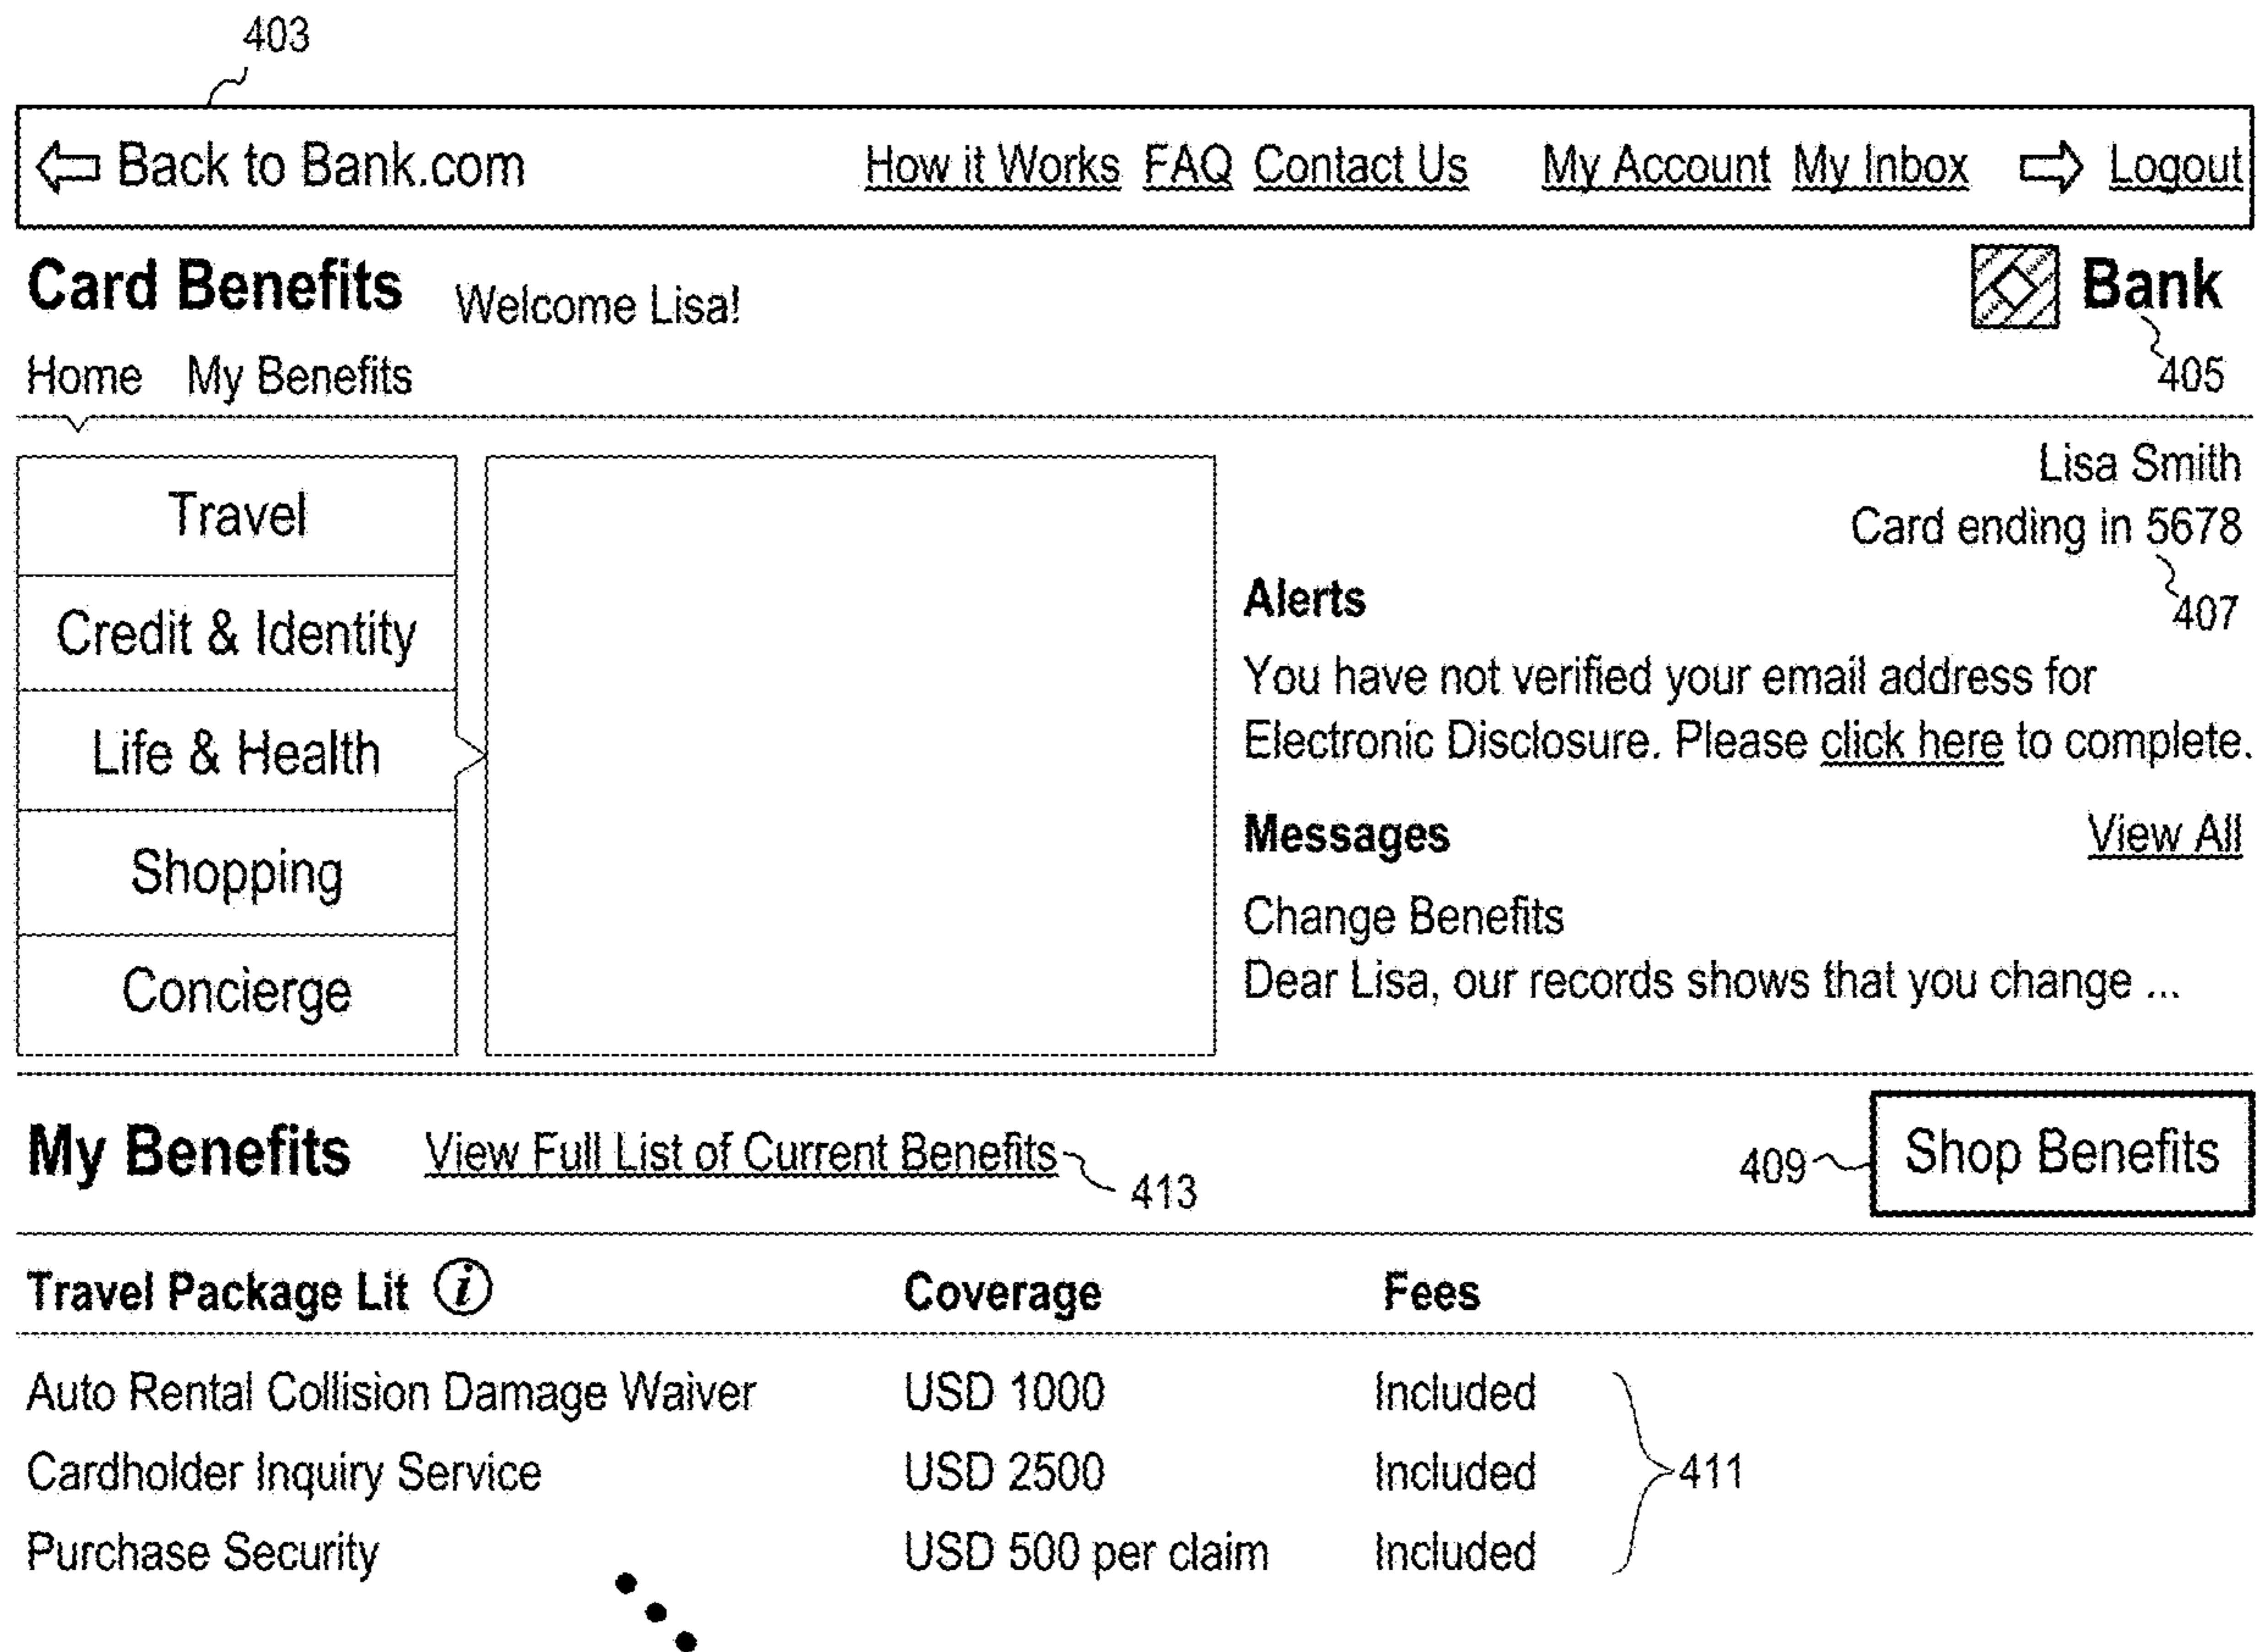 403
Back to Bank.com How it Works FAQ Contact Us My Account My Inbox Logout
Card Benefits Welcome Lisa! Bank
405
Home My Benefits
Travel
Credit & Identity
Life & Health
Shopping
Concierge
Lisa Smith
Card ending in 5678
407
Alerts
You have not verified your email address for
Electronic Disclosure. Please click here to complete.
Messages View All
Change Benefits
Dear Lisa, our records shows that you change ...
My Benefits View Full List of Current Benefits 413 409 Shop Benefits
Travel Package Lit i Coverage Fees
Auto Rental Collision Damage Waiver USD 1000 Included
Cardholder Inquiry Service USD 2500 Included 411
Purchase Security USD 500 per claim Included